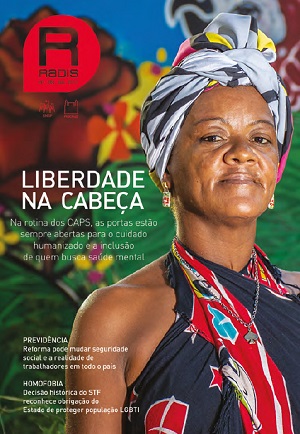 R
RADIS
LIBERDADE
NA CABEÇA
Na rotina dos CAPS, as portas estão
sempre abertas para o cuidado
humanizado e a inclusão
de quem busca saúde mental
PREVIDÊNCIA
Reforma pode mudar seguridade
social e a realidade de
trabalhadores em todo o país
HOMOFOBIA
Decisão histórica do STF
reconhece obrigação do
Estado de proteger população LGBTI